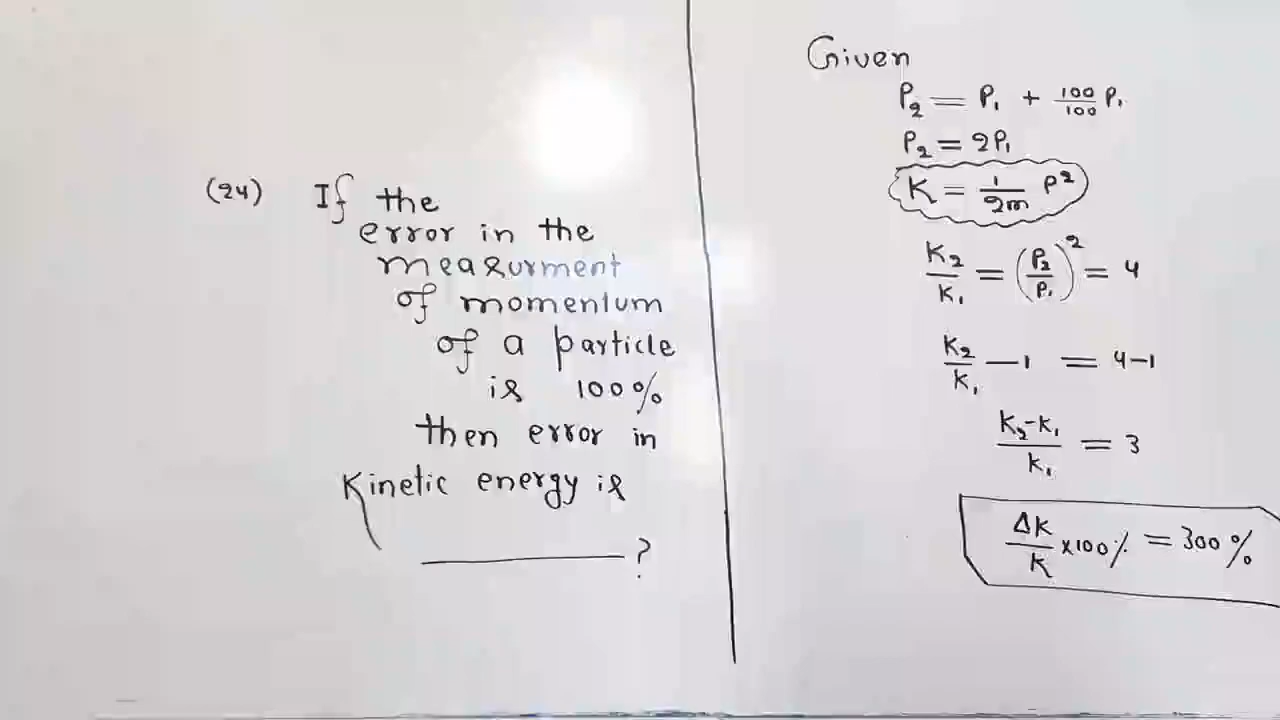 (24) If the
error in the
measurment
of momentum
of a particle
is 100%
then error in
Kinetic energy is
________?
Given
P₂ = P₁ + 100/100 P₁
P₂ = 2P₁
K = 1/2m P²
K₂/K₁ = (P₂/P₁)² = 4
K₂/K₁ - 1 = 4-1
K₂-K₁/K₁ = 3
ΔK/K ×100% = 300%